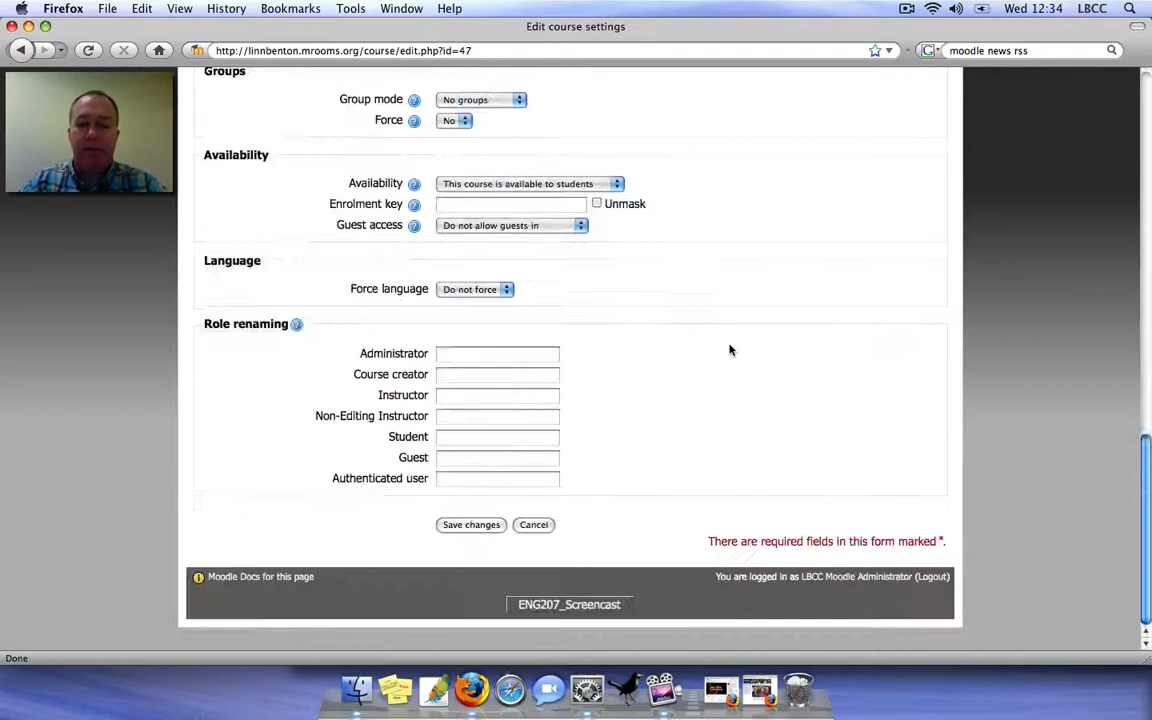 Firefox File Edit View History Bookmarks Tools Window Help Wed 12:34 LBCC
Edit course settings
http://linnbenton.mrooms.org/course/edit.php?id=47 moodle news rss
Groups
Group mode No groups
Force No
Availability
Availability This course is available to students
Enrolment key Unmask
Guest access Do not allow guests in
Language
Force language Do not force
Role renaming
Administrator
Course creator
Instructor
Non-Editing Instructor
Student
Guest
Authenticated user
Save changes Cancel
There are required fields in this form marked*.
Moodle Docs for this page You are logged in as LBCC Moodle Administrator (Logout)
ENG207_Screencast
Done